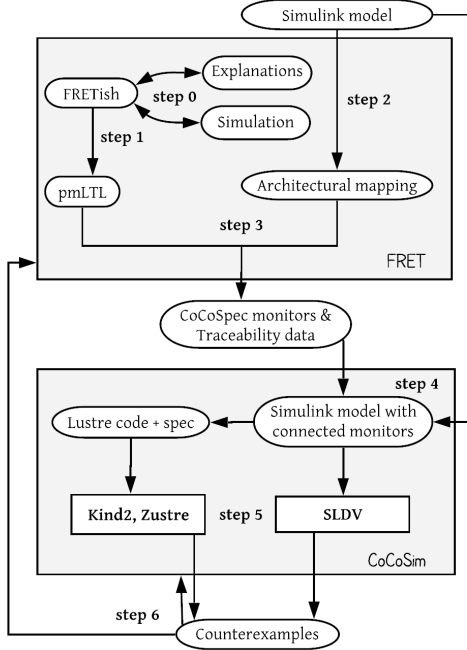 Simulink model
Explanations
FRETish
step 0
step 2
Simulation
step 1
pmLTL
Architectural mapping
step 3
FRET
CoCoSpec monitors &
Traceability data
step 4
Lustre code + spec
Simulink model with
connected monitors
Kind2, Zustre
step 5
SLDV
CoCoSim
step 6
Counterexamples